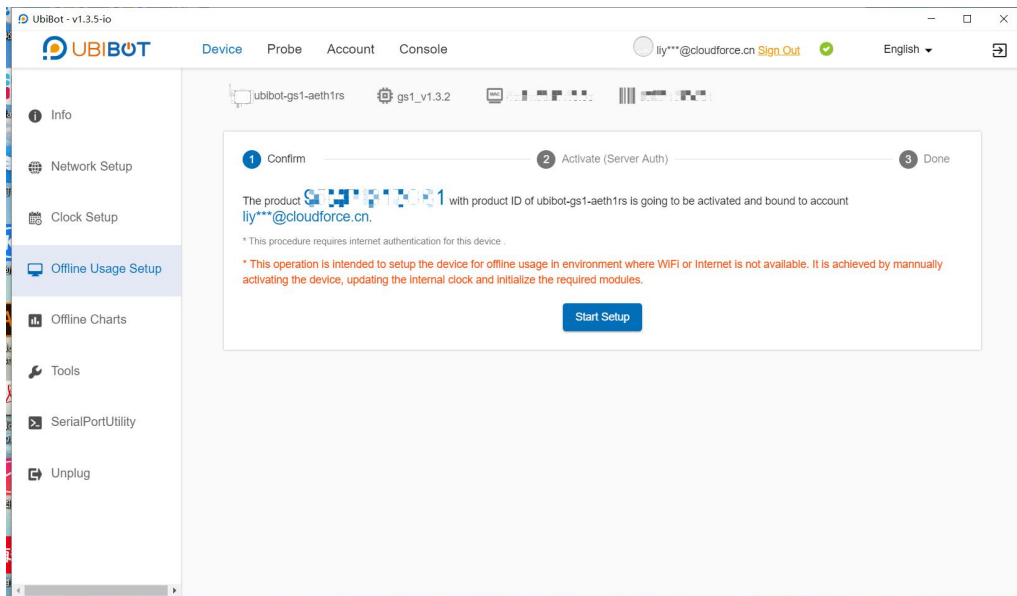 UbiBot - v1.3.5-io
UBIBOT
Device Probe Account Console liy***@cloudforce.cn Sign Out English
ubibot-gs1-aeth1rs gs1_v1.3.2 MAC
Info
Network Setup
Clock Setup
Offline Usage Setup
Offline Charts
Tools
SerialPortUtility
Unplug
1 Confirm 2 Activate (Server Auth) 3 Done
The product with product ID of ubibot-gs1-aeth1rs is going to be activated and bound to account
liy***@cloudforce.cn.
* This procedure requires internet authentication for this device .
* This operation is intended to setup the device for offline usage in environment where WiFi or Internet is not available. It is achieved by mannually
activating the device, updating the internal clock and initialize the required modules.
Start Setup